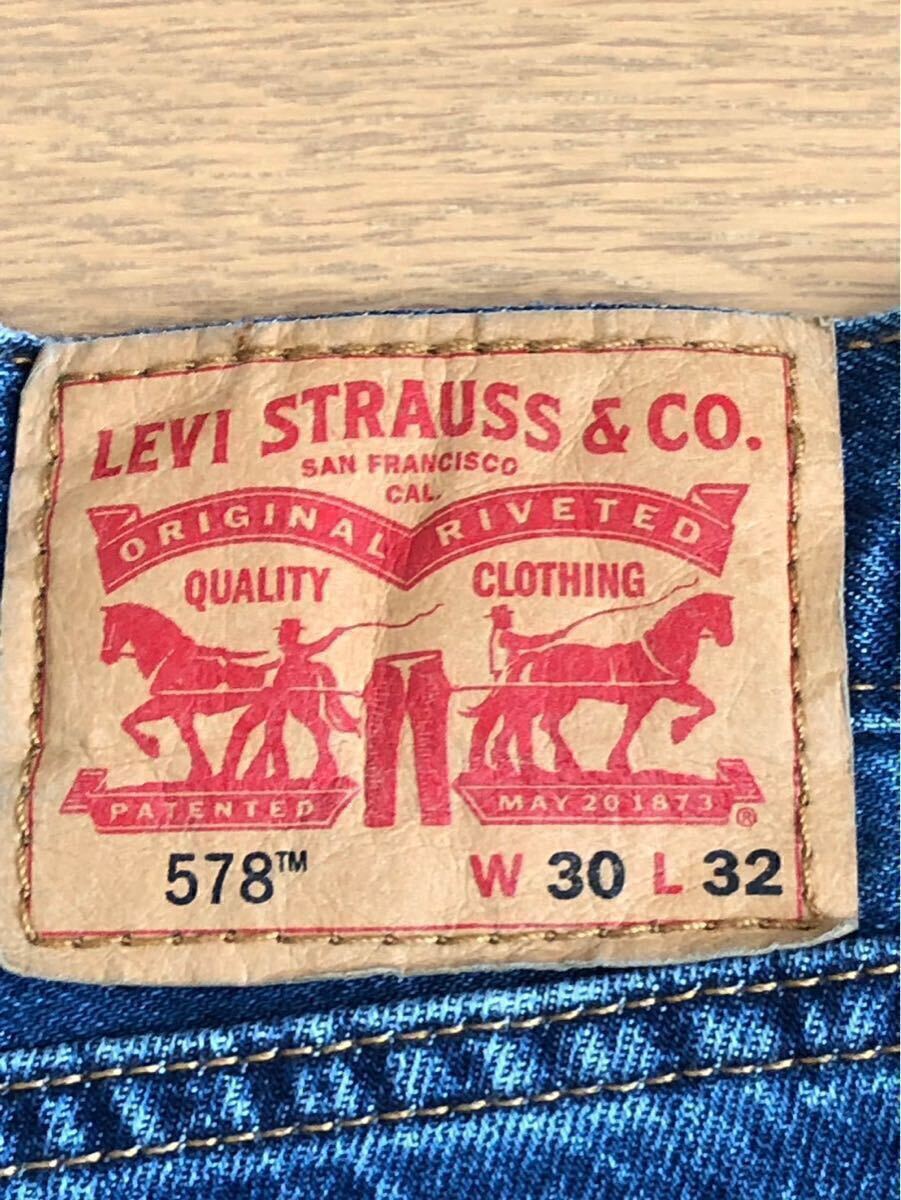 LEVI STRAUSS & CO.
SAN FRANCISCO
CAL.
ORIGINAL RIVETED
QUALITY CLOTHING
PATENTED MAY 20 1873 ®
578™ W 30 L 32